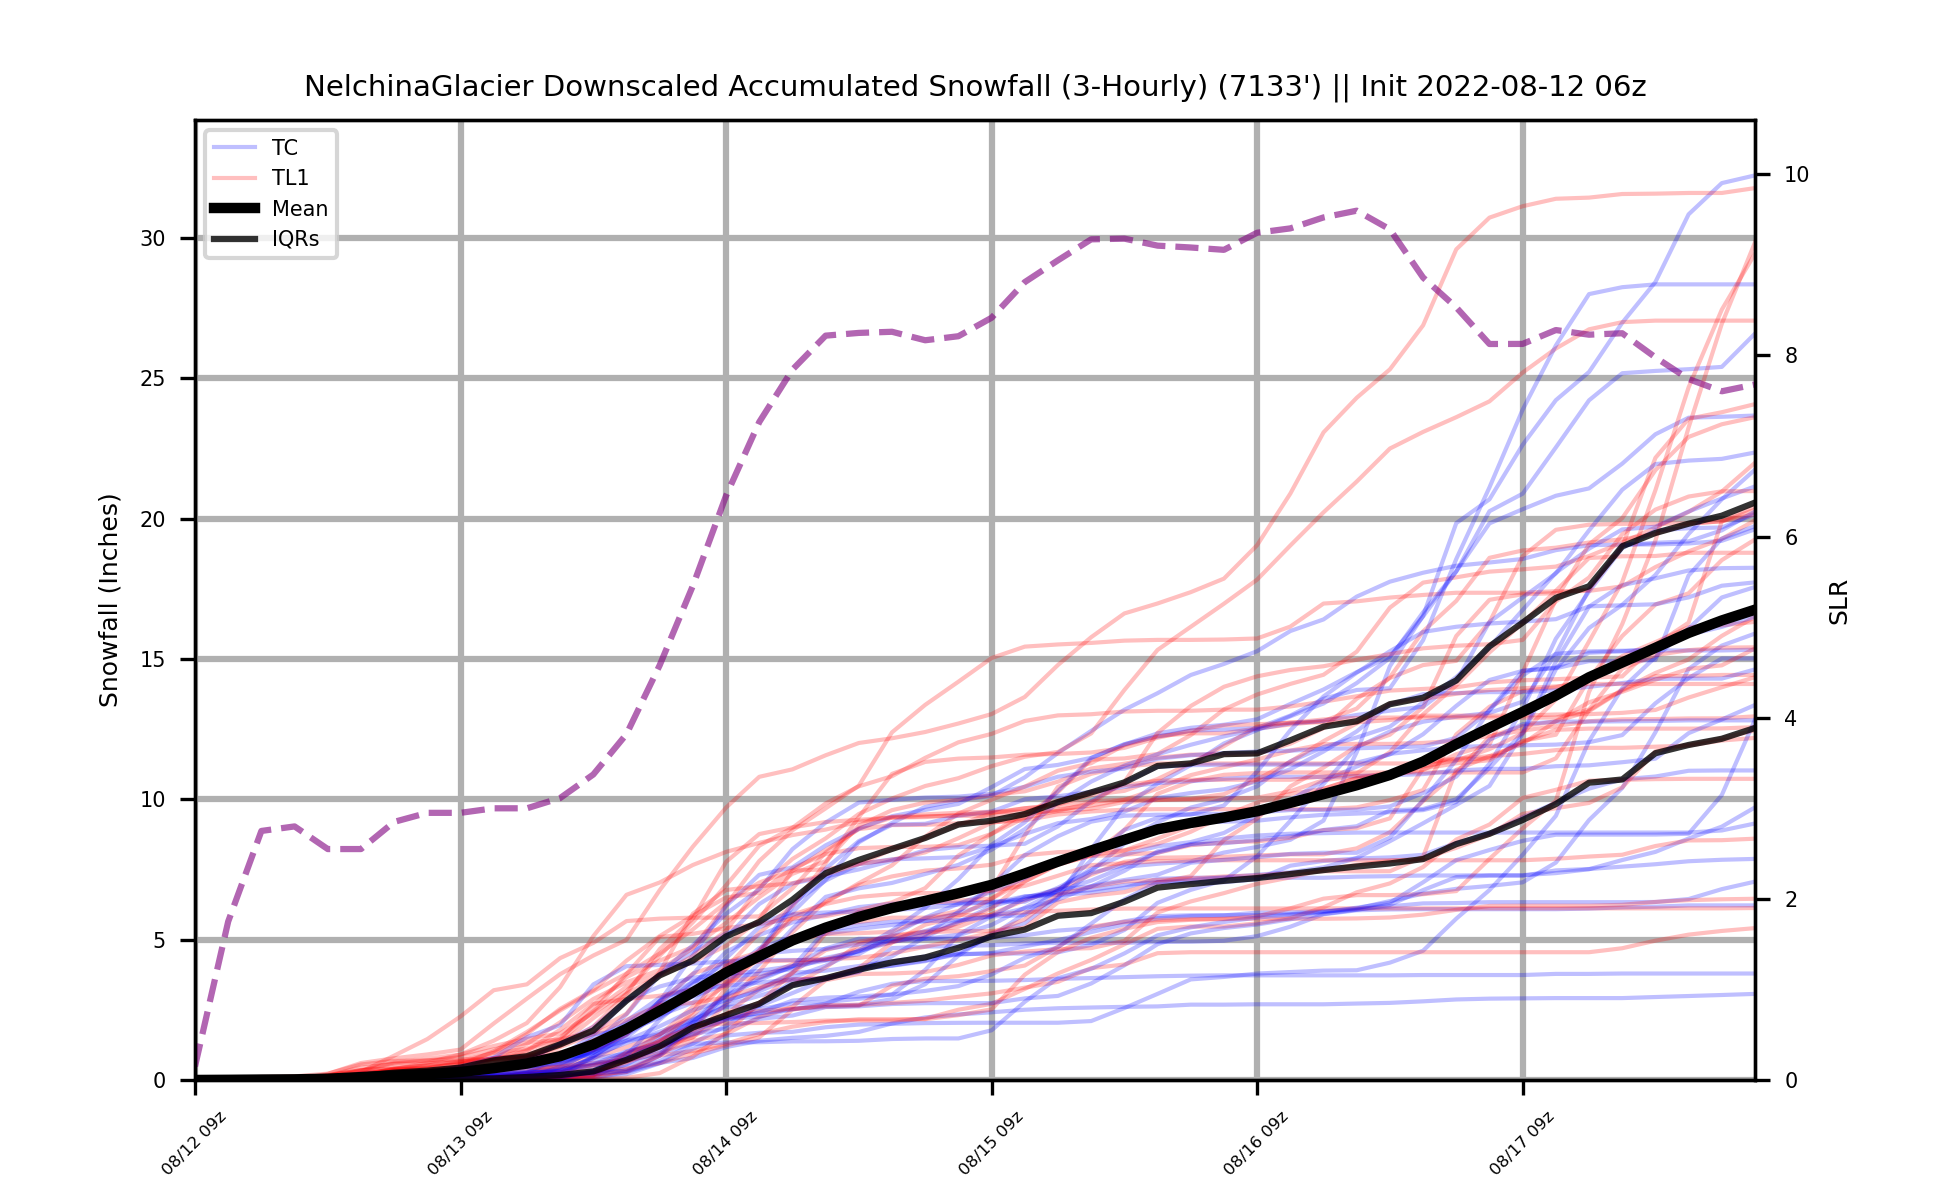 NelchinaGlacier Downscaled Accumulated Snowfall (3-Hourly) (7133') || Init 2022-08-12 06z
TC
TL1
Mean
IQRs
Snowfall (Inches)
30
25
20
15
10
5
0
SLR
10
8
6
4
2
0
08/12 09z
08/13 09z
08/14 09z
08/15 09z
08/16 09z
08/17 09z